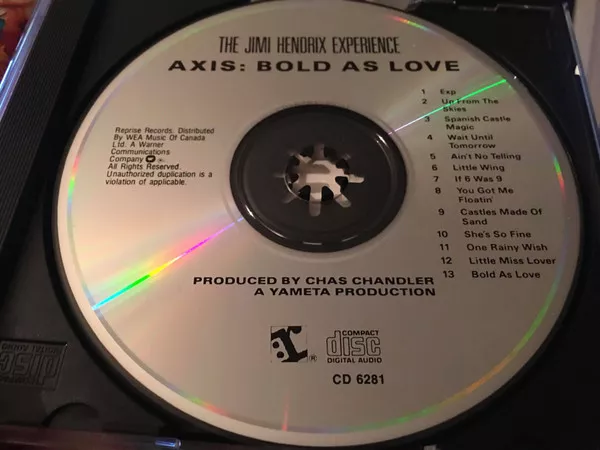 THE JIMI HENDRIX EXPERIENCE
AXIS: BOLD AS LOVE
1 Exp
2 Up From The
Skies
3 Spanish Castle
Magic
4 Wait Until
Tomorrow
5 Ain't No Telling
6 Little Wing
7 If 6 Was 9
8 You Got Me
Floatin'
9 Castles Made Of
Sand
10 She's So Fine
11 One Rainy Wish
12 Little Miss Lover
13 Bold As Love
Reprise Records. Distributed
By WEA Music Of Canada
Ltd. A Warner
Communications
Company
All Rights Reserved.
Unauthorized duplication is a
violation of applicable.
PRODUCED BY CHAS CHANDLER
A YAMETA PRODUCTION
®
COMPACT
disc
DIGITAL AUDIO
CD 6281
disc